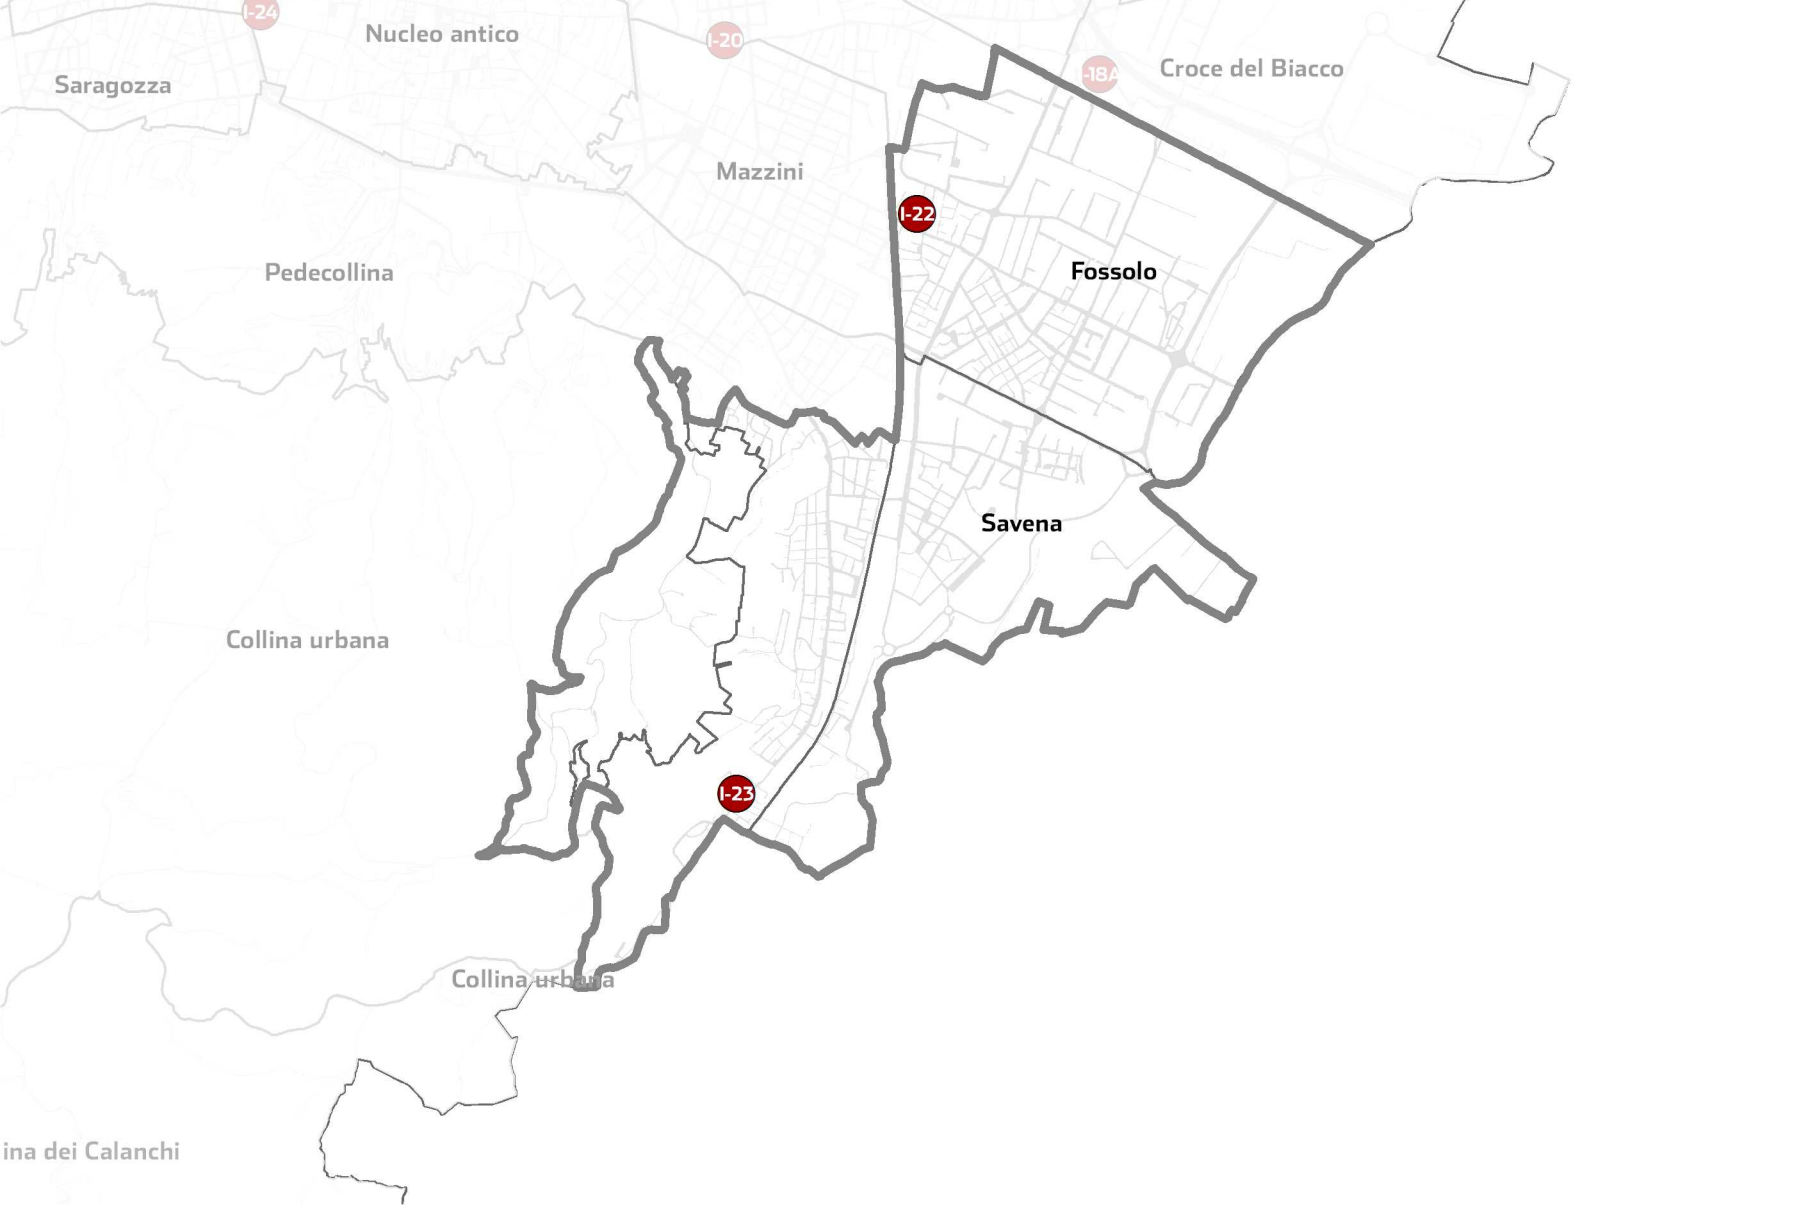 I-24
Nucleo antico
I-20
Croce del Biacco
-18A
Saragozza
Mazzini
I-22
Pedecollina
Fossolo
Savena
Collina urbana
I-23
Collina urbana
ina dei Calanchi